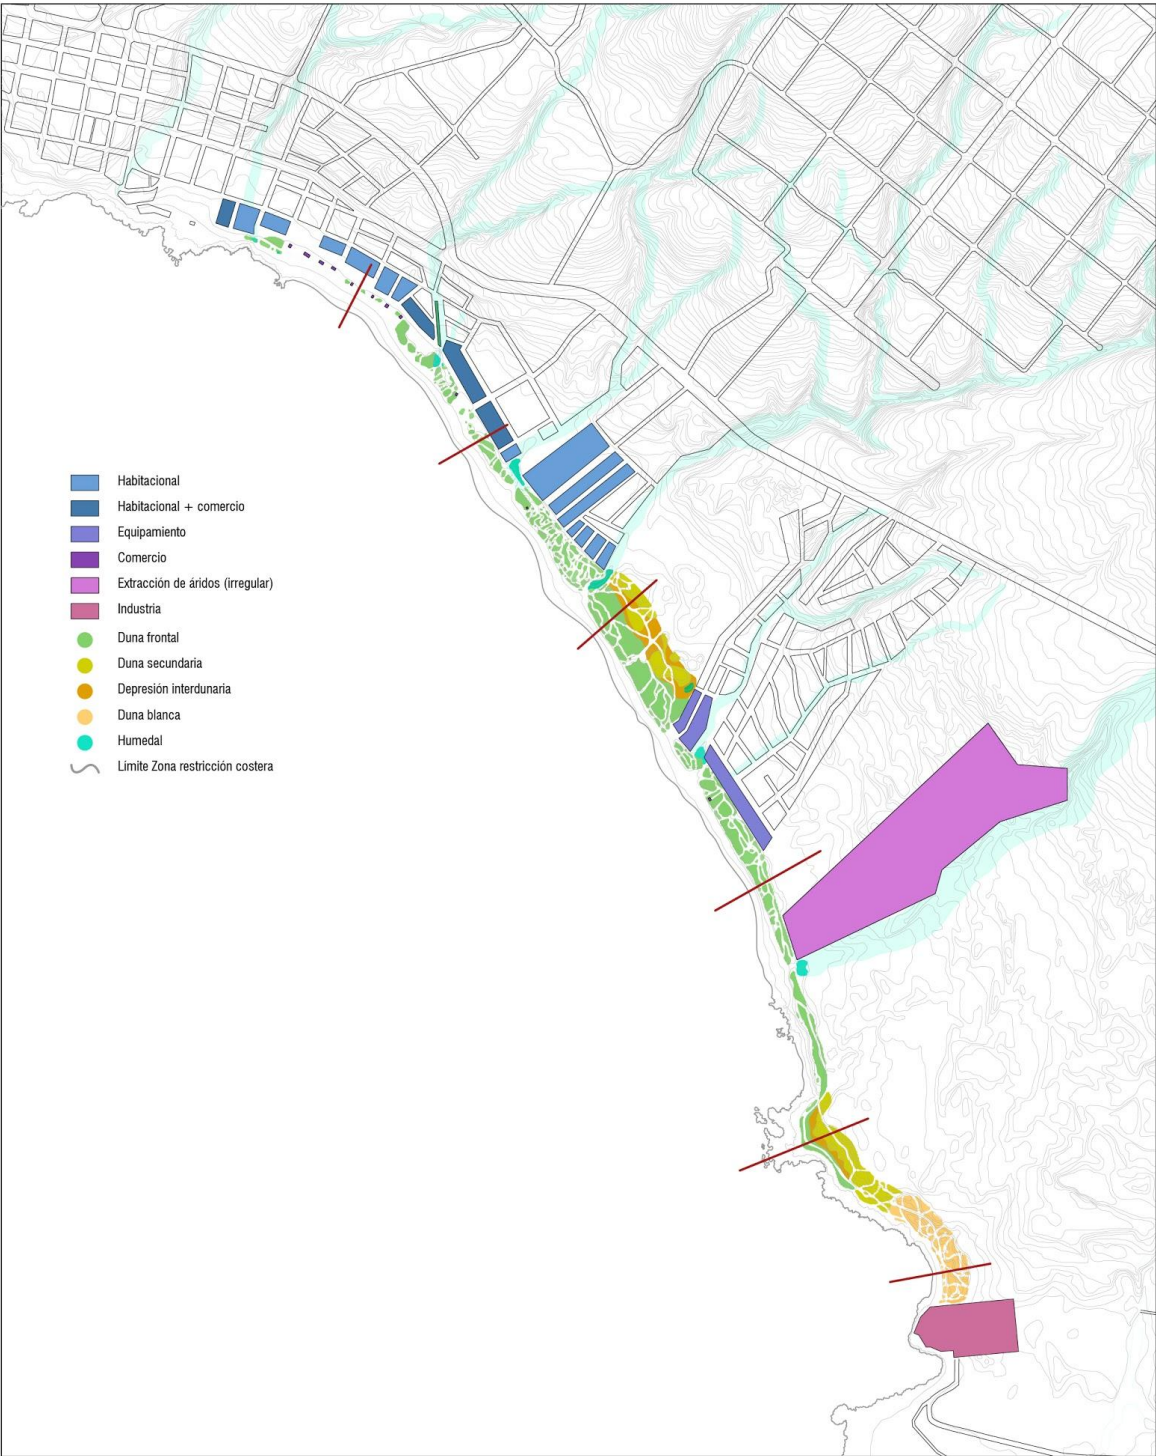 Habitacional
Habitacional + comercio
Equipamiento
Comercio
Extracción de áridos (irregular)
Industria
Duna frontal
Duna secundaria
Depresión interdunaria
Duna blanca
Humedal
Limite Zona restricción costera